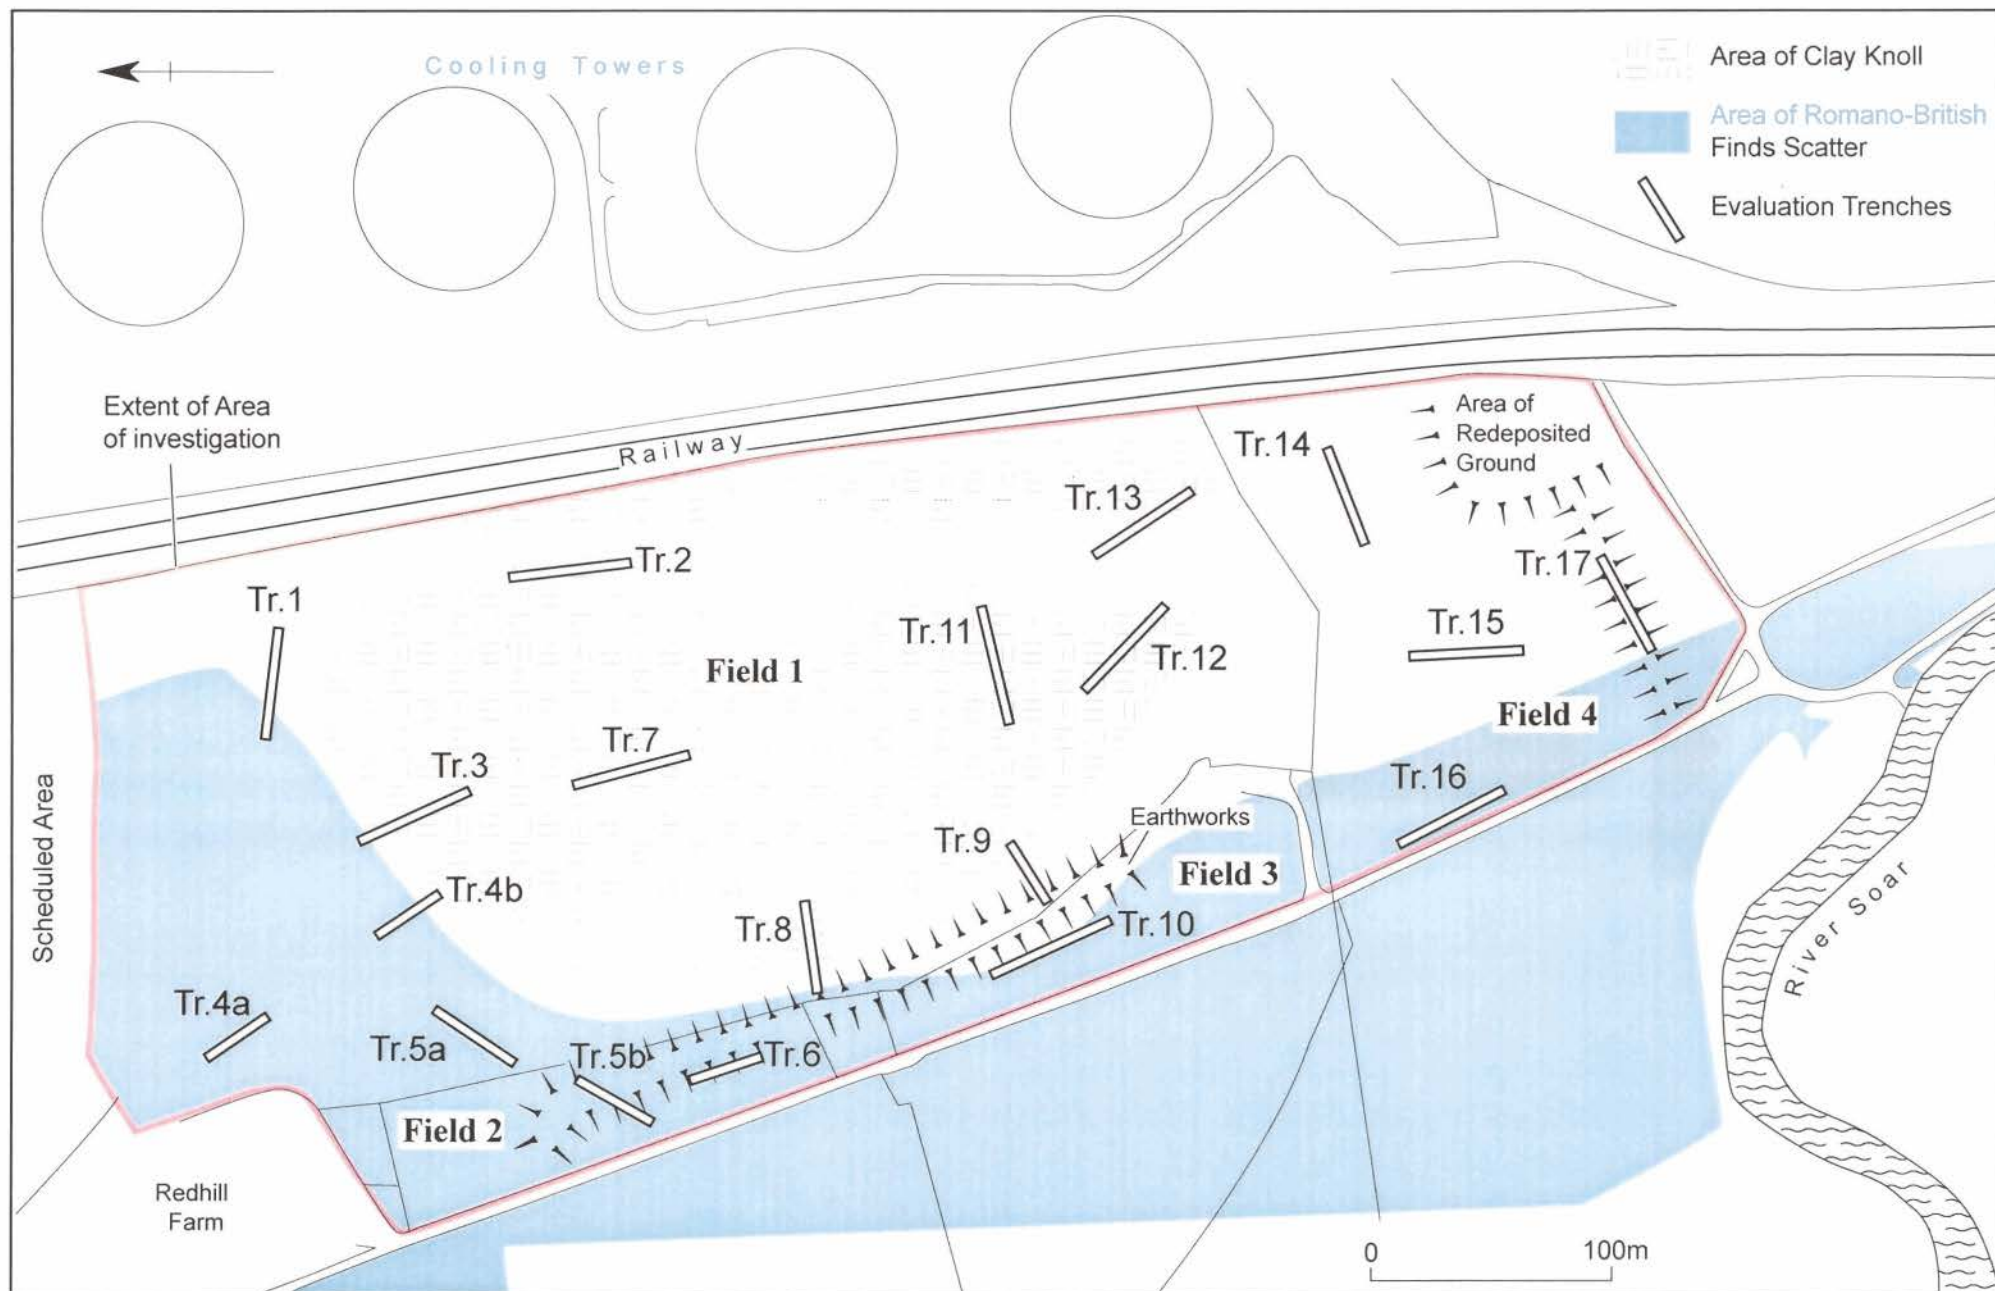 Cooling Towers
Area of Clay Knoll
Area of Romano-British
Finds Scatter
Evaluation Trenches
Extent of Area
of investigation
Railway
Area of
Redeposited
Ground
Tr.14
Tr.13
Tr.2
Tr.17
Tr.1
Tr.11
Tr.15
Tr.12
Field 1
Field 4
Tr.7
Tr.3
Tr.16
Earthworks
Tr.9
Field 3
Scheduled Area
Tr.4b
Tr.8
Tr.10
River Soar
Tr.4a
Tr.5a
Tr.5b
Tr.6
Field 2
Redhill
Farm
0
100m